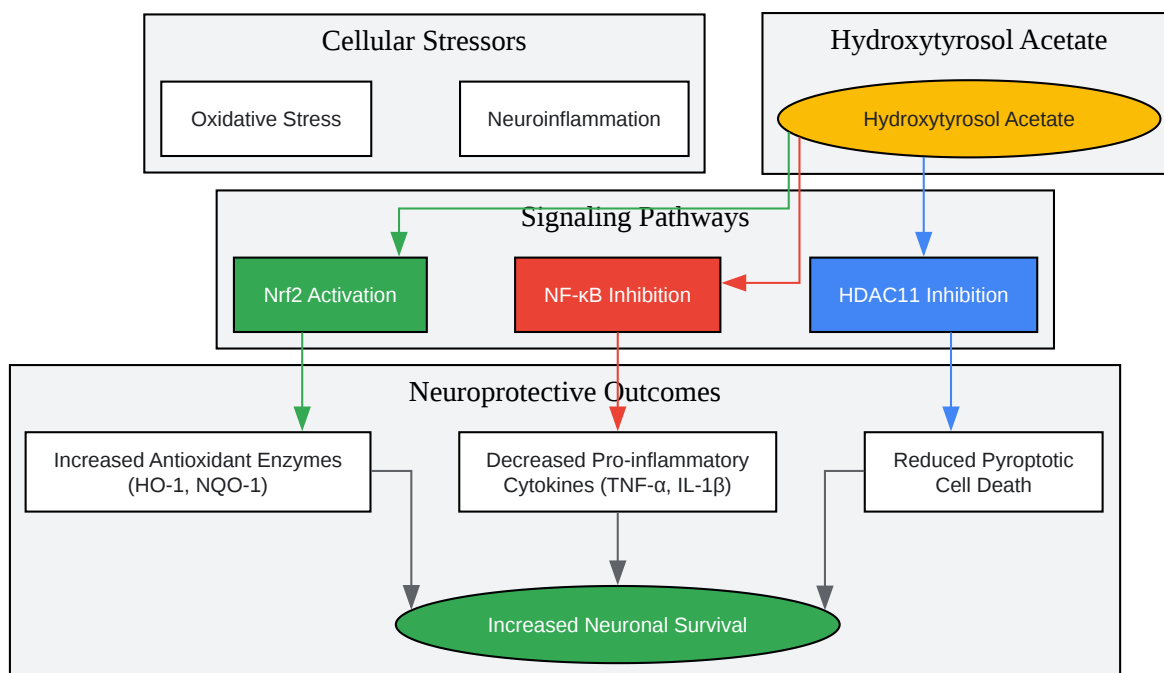 Cellular Stressors
Hydroxytyrosol Acetate
Oxidative Stress
Neuroinflammation
Hydroxytyrosol Acetate
Signaling Pathways
Nrf2 Activation
NF-κB Inhibition
HDAC11 Inhibition
Neuroprotective Outcomes
Increased Antioxidant Enzymes
(HO-1, NQO-1)
Decreased Pro-inflammatory
Cytokines (TNF-α, IL-1β)
Reduced Pyroptotic
Cell Death
Increased Neuronal Survival